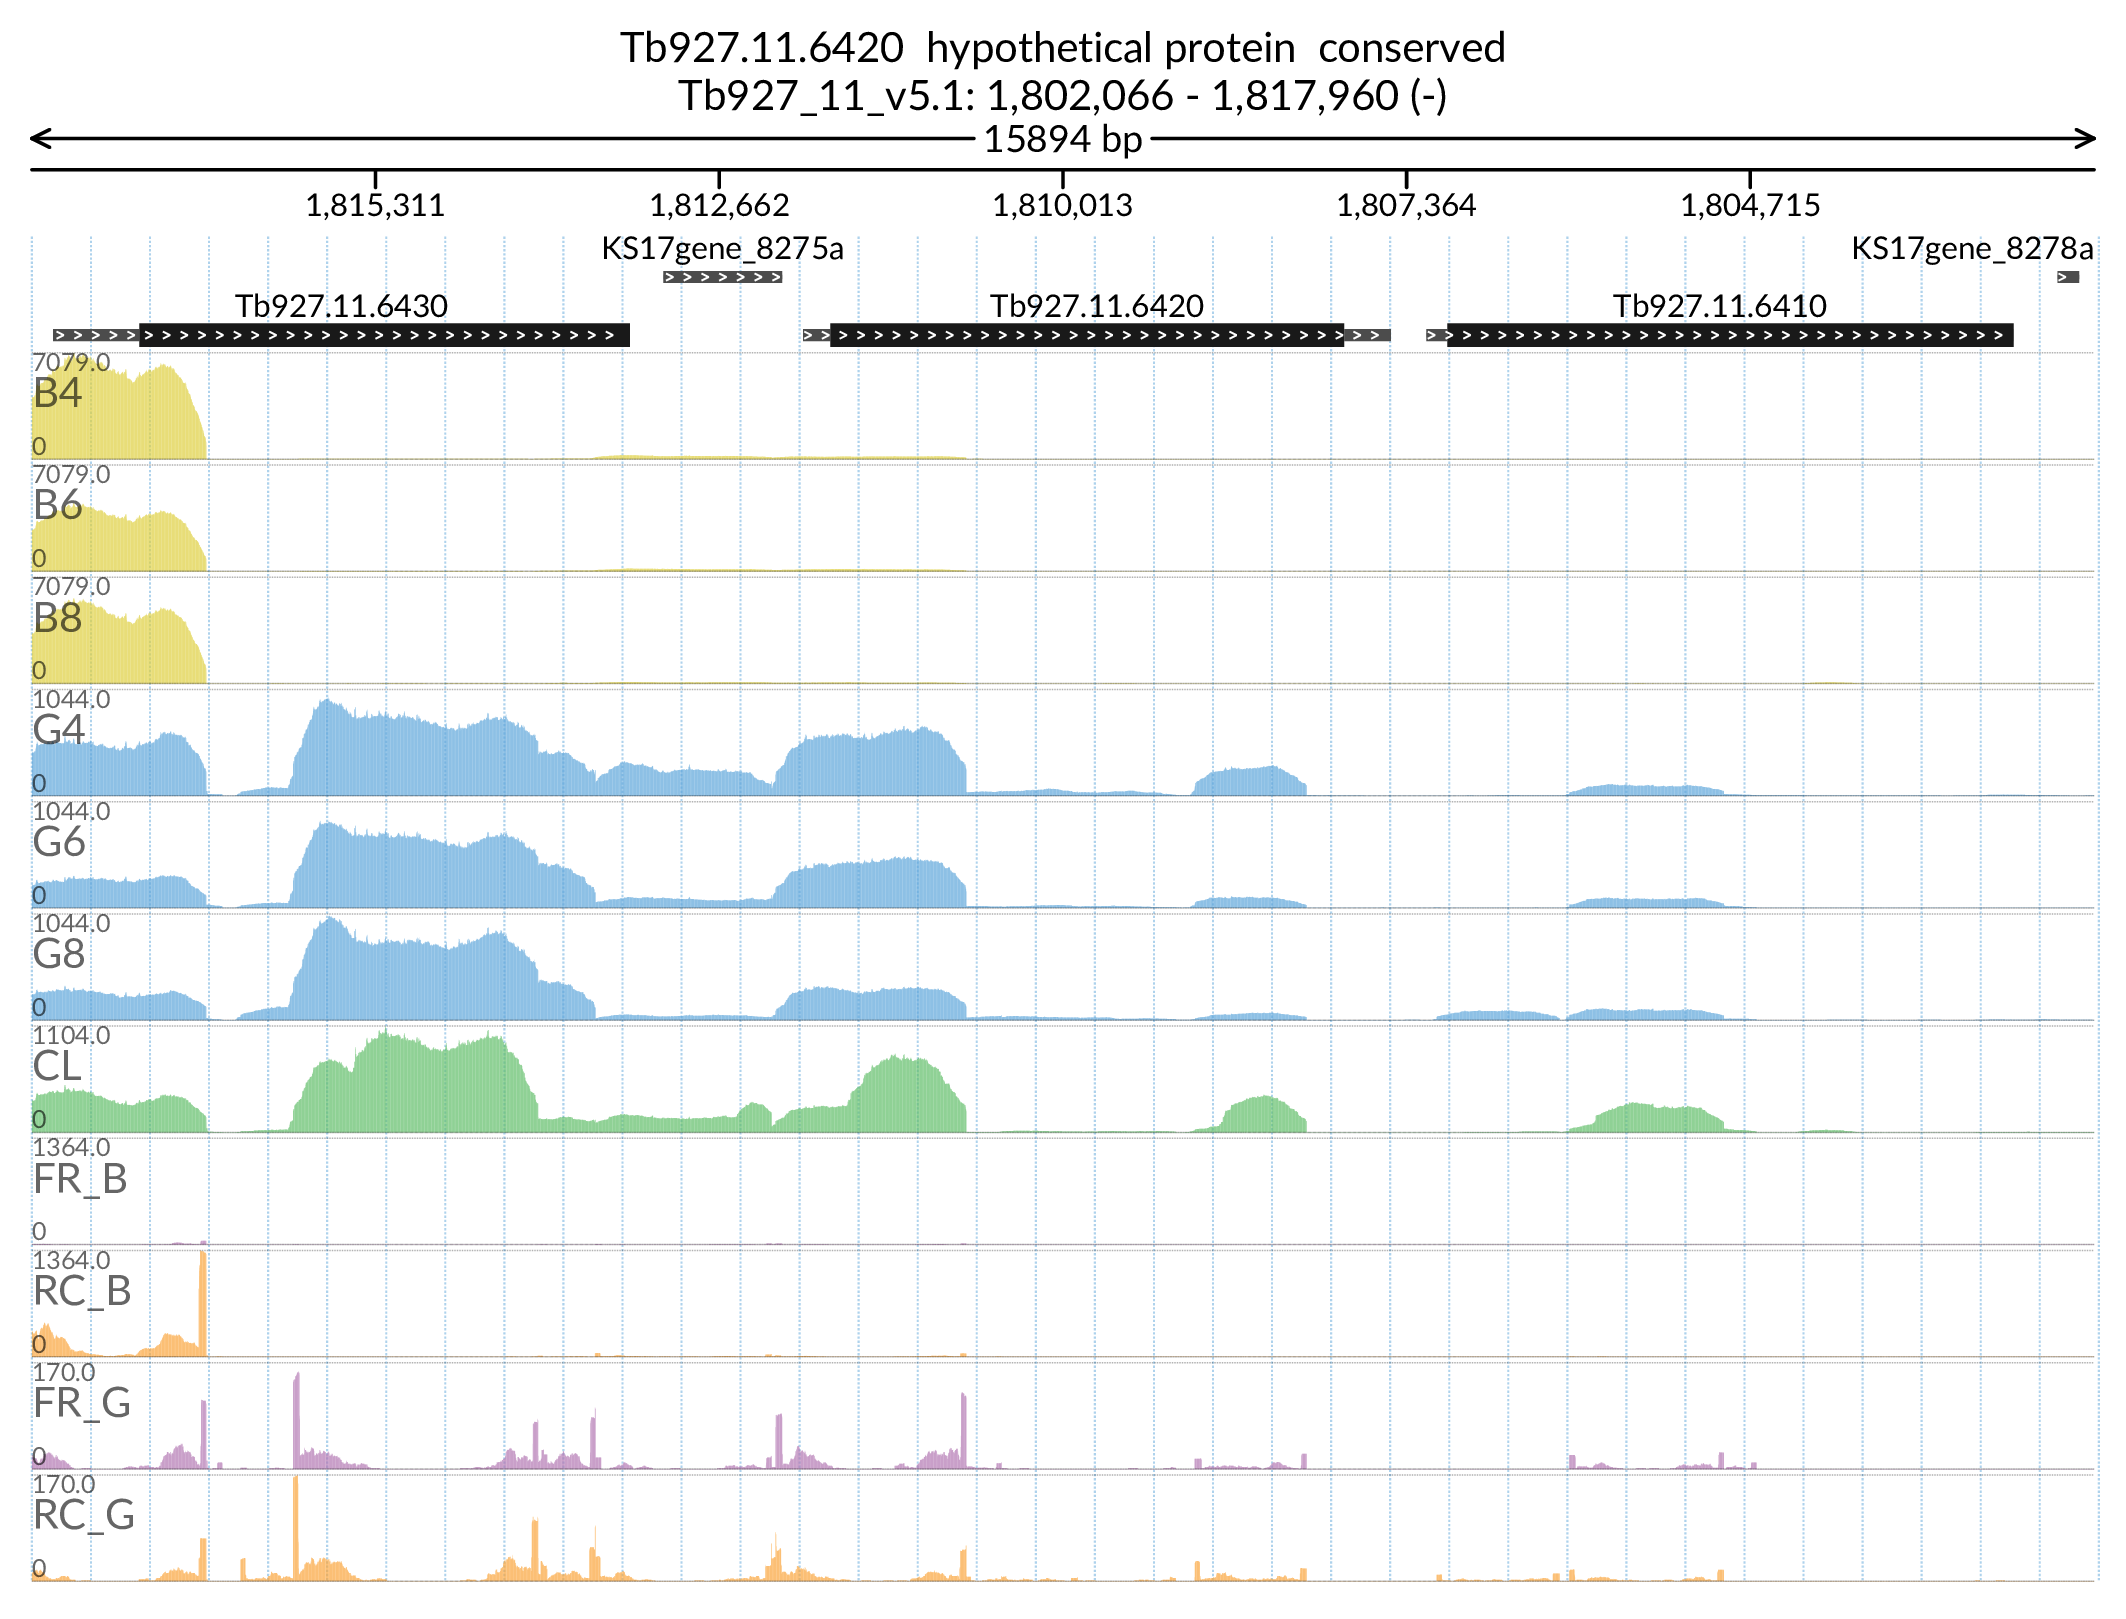 Tb927.11.6420  hypothetical protein  conserved
Tb927_11_v5.1: 1,802,066 - 1,817,960 (-)
15894 bp
1,815,311 1,812,662 1,810,013 1,807,364 1,804,715
KS17gene_8275a KS17gene_8278a
Tb927.11.6430 Tb927.11.6420 Tb927.11.6410
7079.0
B4
0
7079.0
B6
0
7079.0
B8
0
1044.0
G4
0
1044.0
G6
0
1044.0
G8
0
1104.0
CL
0
1364.0
FR_B
0
1364.0
RC_B
0
170.0
FR_G
0
170.0
RC_G
0